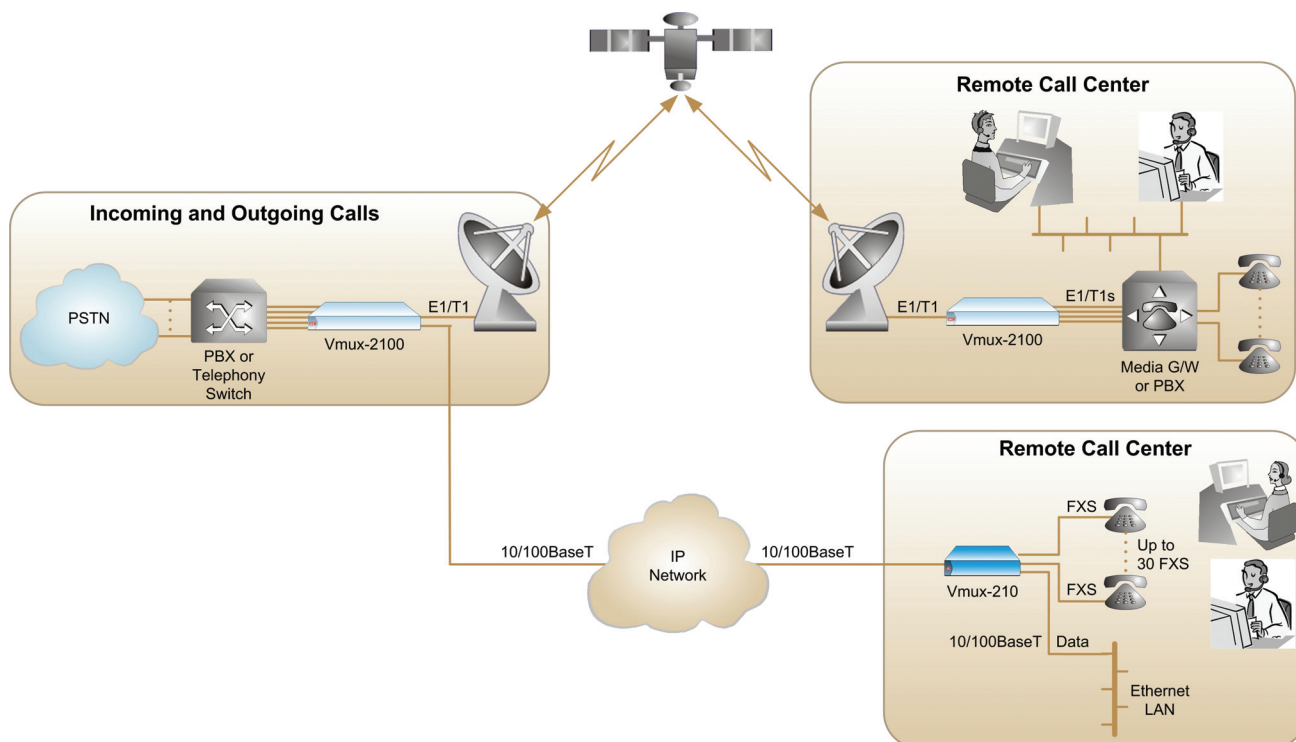 Remote Call Center
Incoming and Outgoing Calls
PSTN
E1/T1
Vmux-2100
PBX or
Telephony
Switch
E1/T1
E1/T1s
Vmux-2100
Media G/W
or PBX
10/100BaseT
IP
Network
10/100BaseT
Remote Call Center
FXS
Up to
30 FXS
FXS
Vmux-210
10/100BaseT
Data
Ethernet
LAN